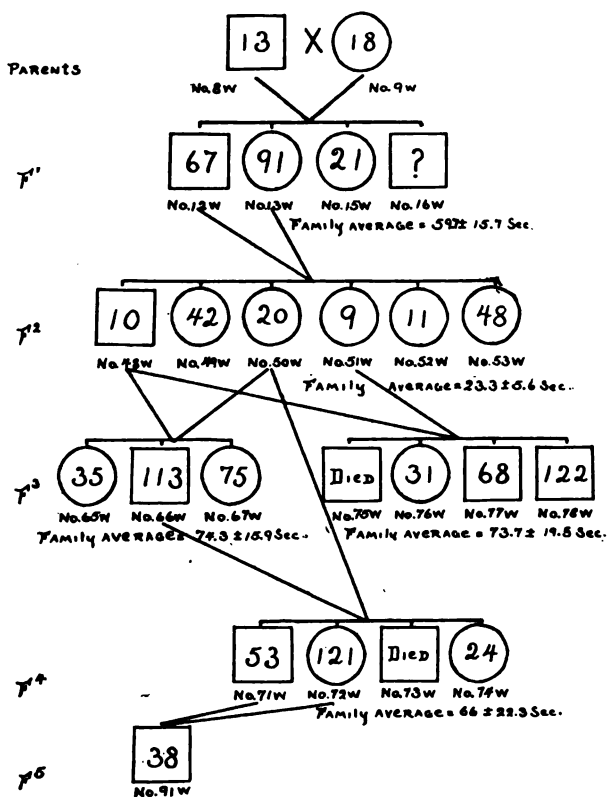 13 X 18
PARENTS
No.8W No.9W
67 91 21 ?
F1
No.12W No.13W No.15W No.16W
FAMILY AVERAGE = 59.7± 15.7 Sec.
10 42 20 9 11 48
F2
No.48W No.49W No.50W No.51W No.52W No.53W
FAMILY AVERAGE = 23.3 ± 5.6 Sec.
35 113 75 DIED 31 68 122
F3
No.65W No.66W No.67W No.75W No.76W No.77W No.78W
FAMILY AVERAGE = 74.3 ± 15.9 Sec. FAMILY AVERAGE = 73.7 ± 19.5 Sec.
53 121 DIED 24
F4
No.71W No.72W No.73W No.74W
FAMILY AVERAGE = 66 ± 22.3 Sec.
38
F5
No.91W